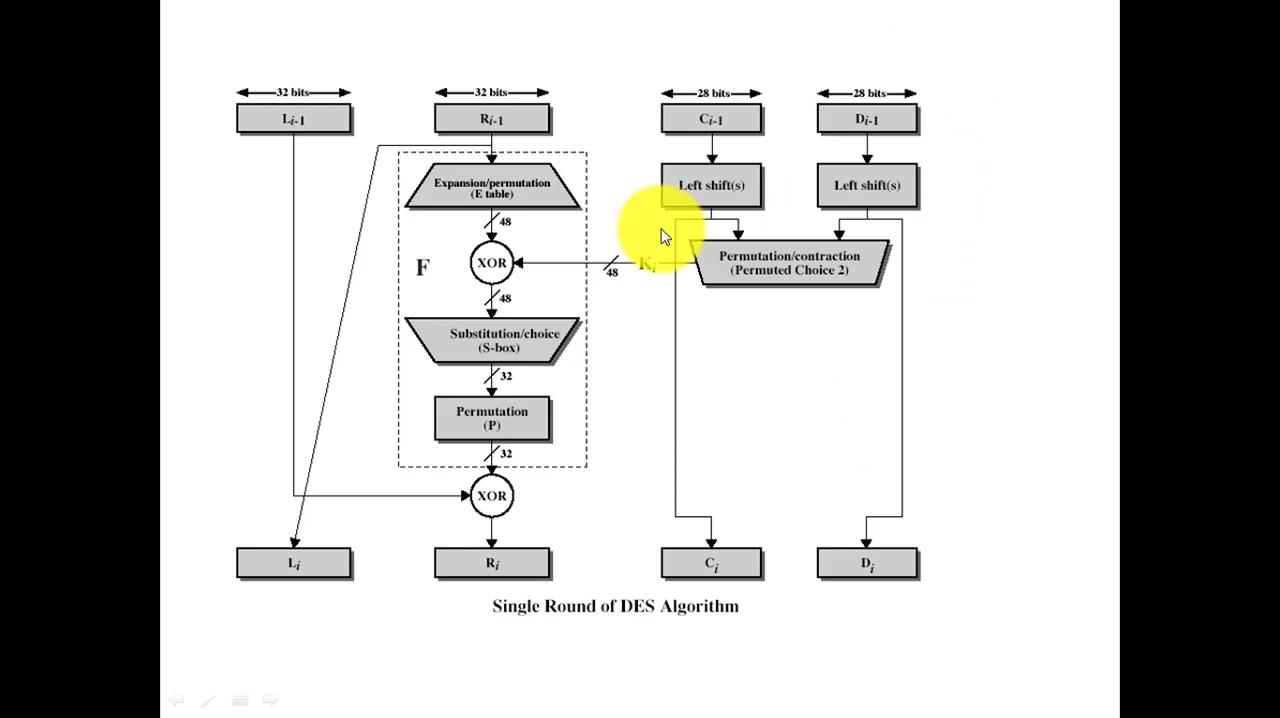 32 bits 32 bits 28 bits 28 bits
Li-1 Ri-1 Ci-1 Di-1
Expansion/permutation
(E table)
Left shift(s) Left shift(s)
48
F XOR 48 Ki
Permutation/contraction
(Permuted Choice 2)
48
Substitution/choice
(S-box)
32
Permutation
(P)
32
XOR
Li Ri Ci Di
Single Round of DES Algorithm